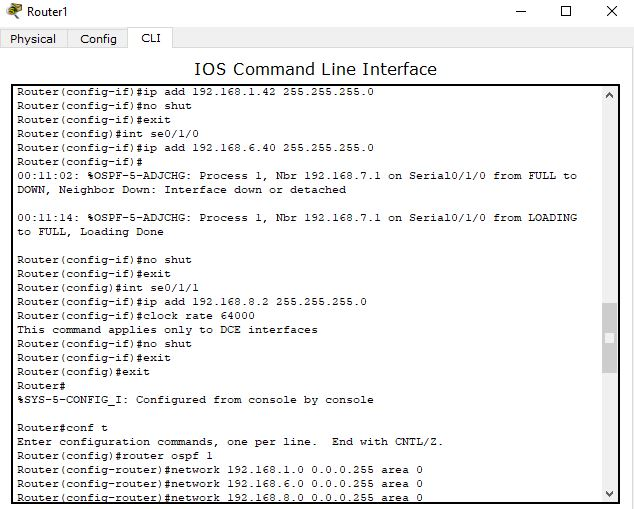 Router1
Physical Config CLI
IOS Command Line Interface
Router(config-if)#ip add 192.168.1.42 255.255.255.0
Router(config-if)#no shut
Router(config-if)#exit
Router(config)#int se0/1/0
Router(config-if)#ip add 192.168.6.40 255.255.255.0
Router(config-if)#
00:11:02: %OSPF-5-ADJCHG: Process 1, Nbr 192.168.7.1 on Serial0/1/0 from FULL to
DOWN, Neighbor Down: Interface down or detached
00:11:14: %OSPF-5-ADJCHG: Process 1, Nbr 192.168.7.1 on Serial0/1/0 from LOADING
to FULL, Loading Done
Router(config-if)#no shut
Router(config-if)#exit
Router(config)#int se0/1/1
Router(config-if)#ip add 192.168.8.2 255.255.255.0
Router(config-if)#clock rate 64000
This command applies only to DCE interfaces
Router(config-if)#no shut
Router(config-if)#exit
Router(config)#exit
Router#
%SYS-5-CONFIG_I: Configured from console by console
Router#conf t
Enter configuration commands, one per line. End with CNTL/Z.
Router(config)#router ospf 1
Router(config-router)#network 192.168.1.0 0.0.0.255 area 0
Router(config-router)#network 192.168.6.0 0.0.0.255 area 0
Router(config-router)#network 192.168.8.0 0.0.0.255 area 0